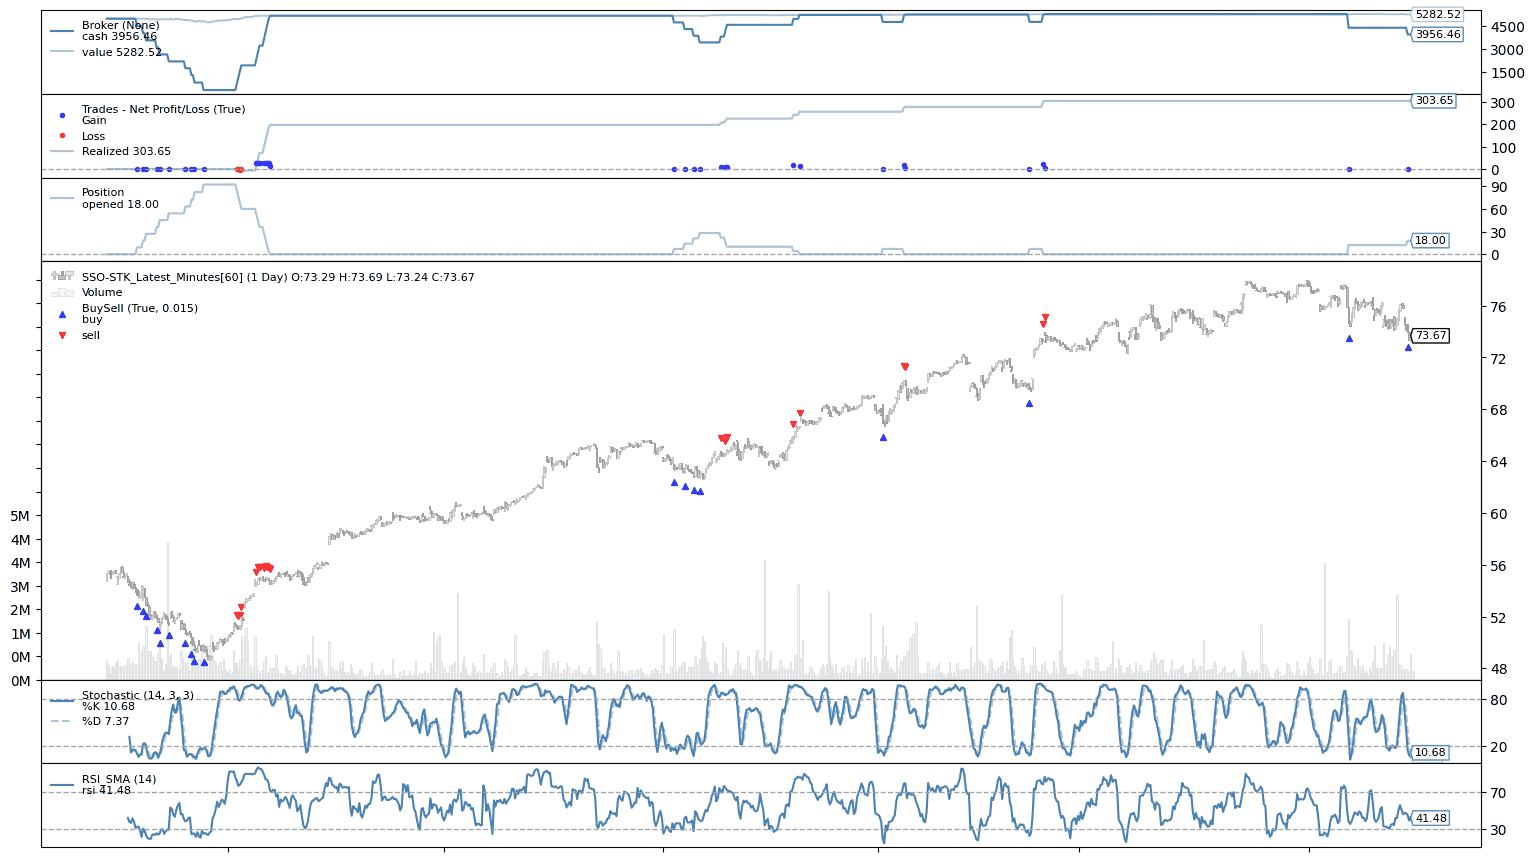 Broker (None)
cash 3956.46
value 5282.52
5282.52
4500
3956.46
3000
1500
Trades - Net Profit/Loss (True)
Gain
Loss
Realized 303.65
303.65
300
200
100
0
Position
opened 18.00
90
60
30
18.00
0
SSO-STK_Latest_Minutes[60] (1 Day) O:73.29 H:73.69 L:73.24 C:73.67
Volume
BuySell (True, 0.015)
buy
sell
76
73.67
72
68
64
60
56
52
48
5M
4M
4M
3M
2M
1M
0M
0M
Stochastic (14, 3, 3)
%K 10.68
%D 7.37
80
20
10.68
RSI_SMA (14)
rsi 41.48
70
41.48
30